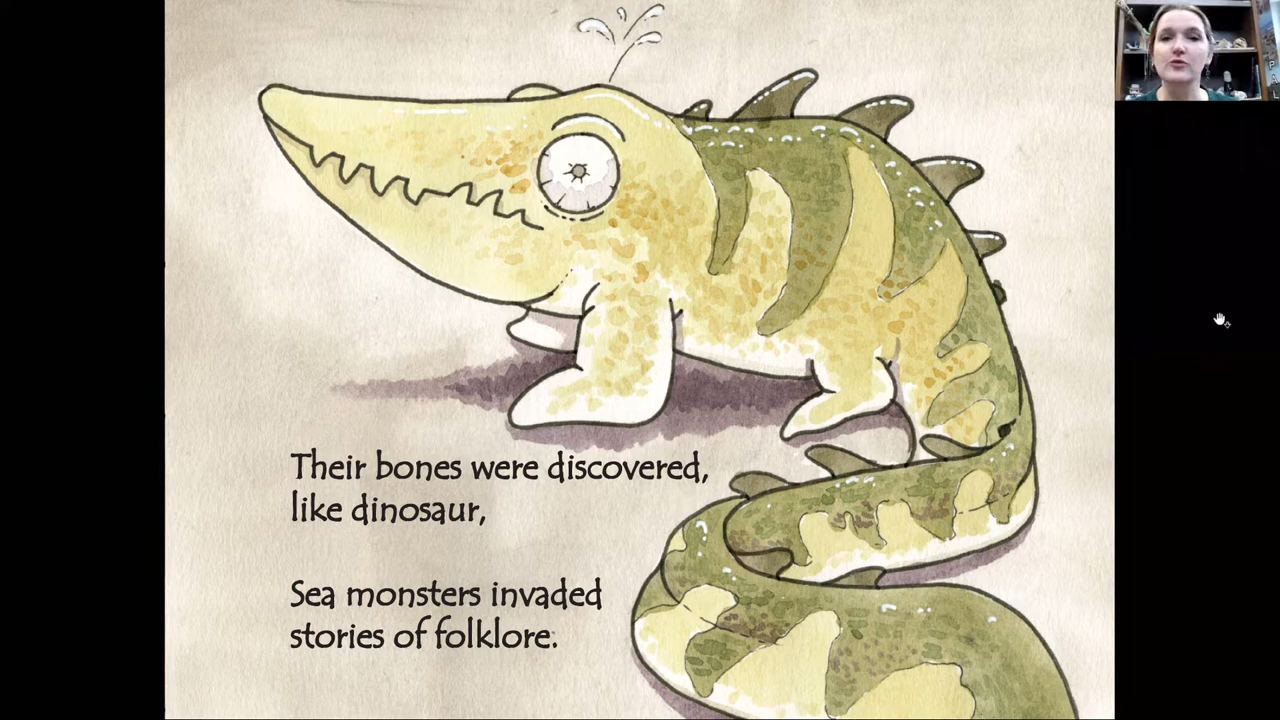 Their bones were discovered,
like dinosaur,
Sea monsters invaded
stories of folklore.